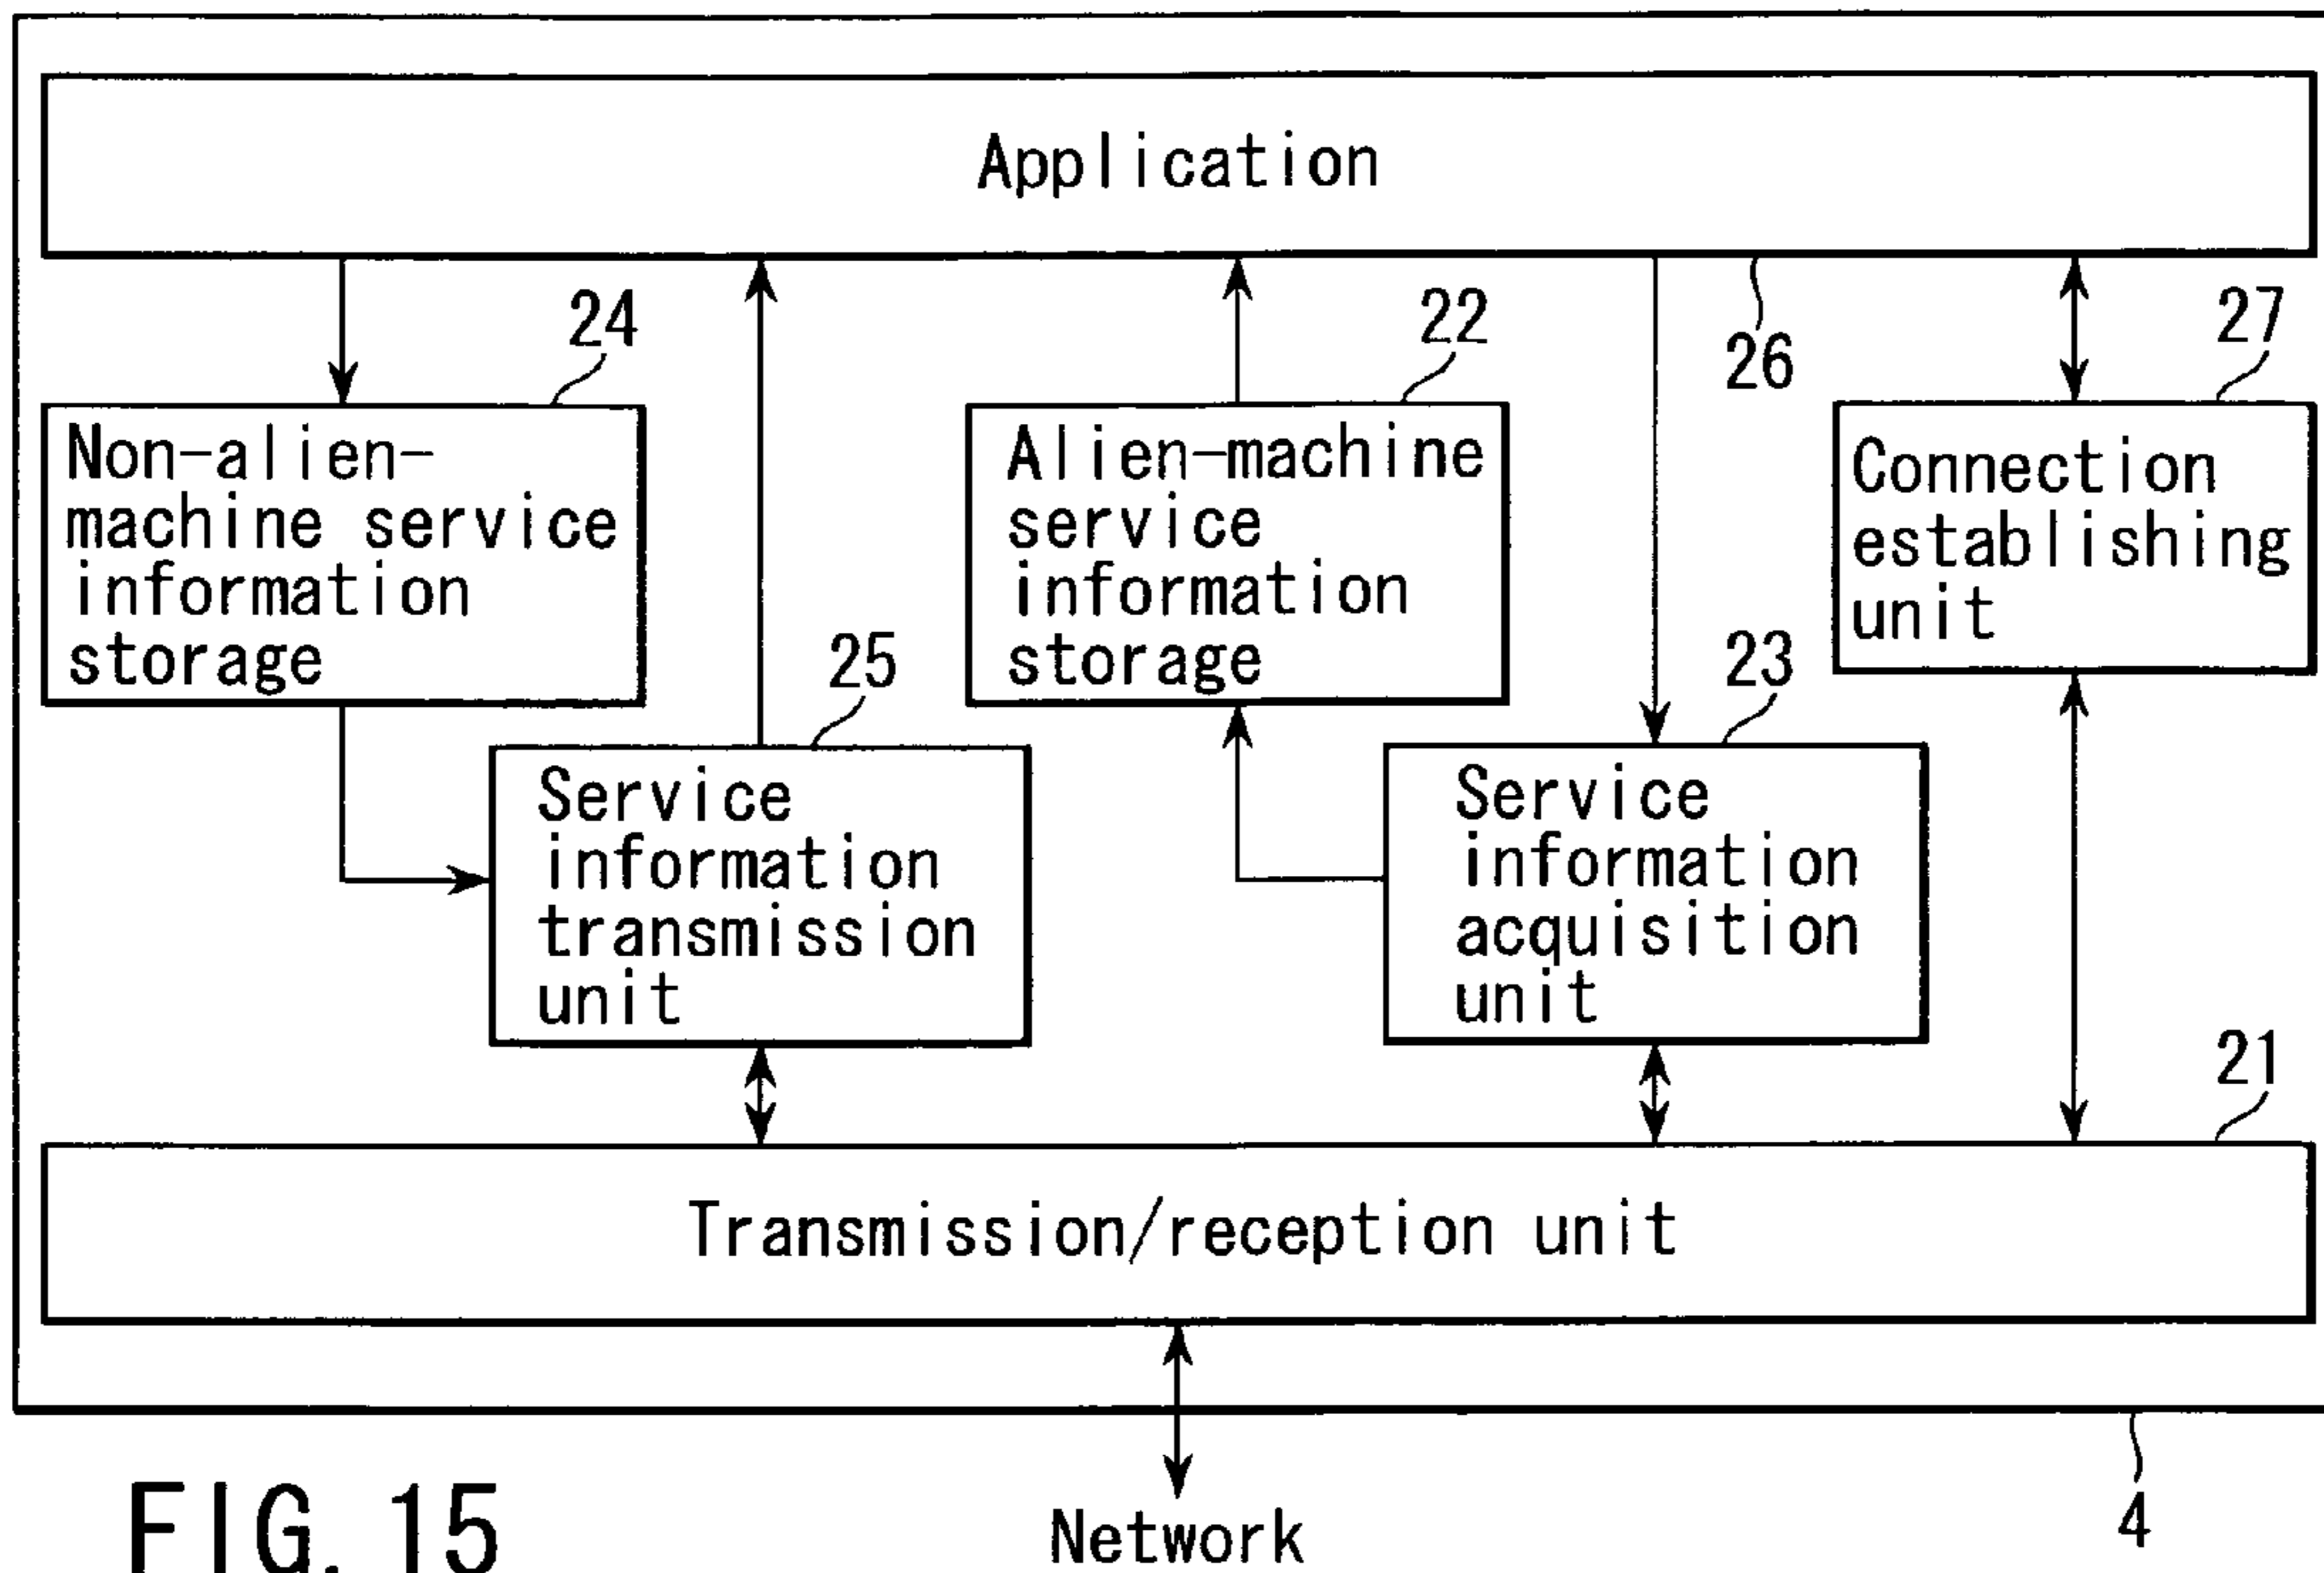 Application
24
22
26
27
Non-alien-
machine service
information
storage
Alien-machine
service
information
storage
Connection
establishing
unit
25
23
Service
information
transmission
unit
Service
information
acquisition
unit
21
Transmission/reception unit
Network
4
FIG. 15